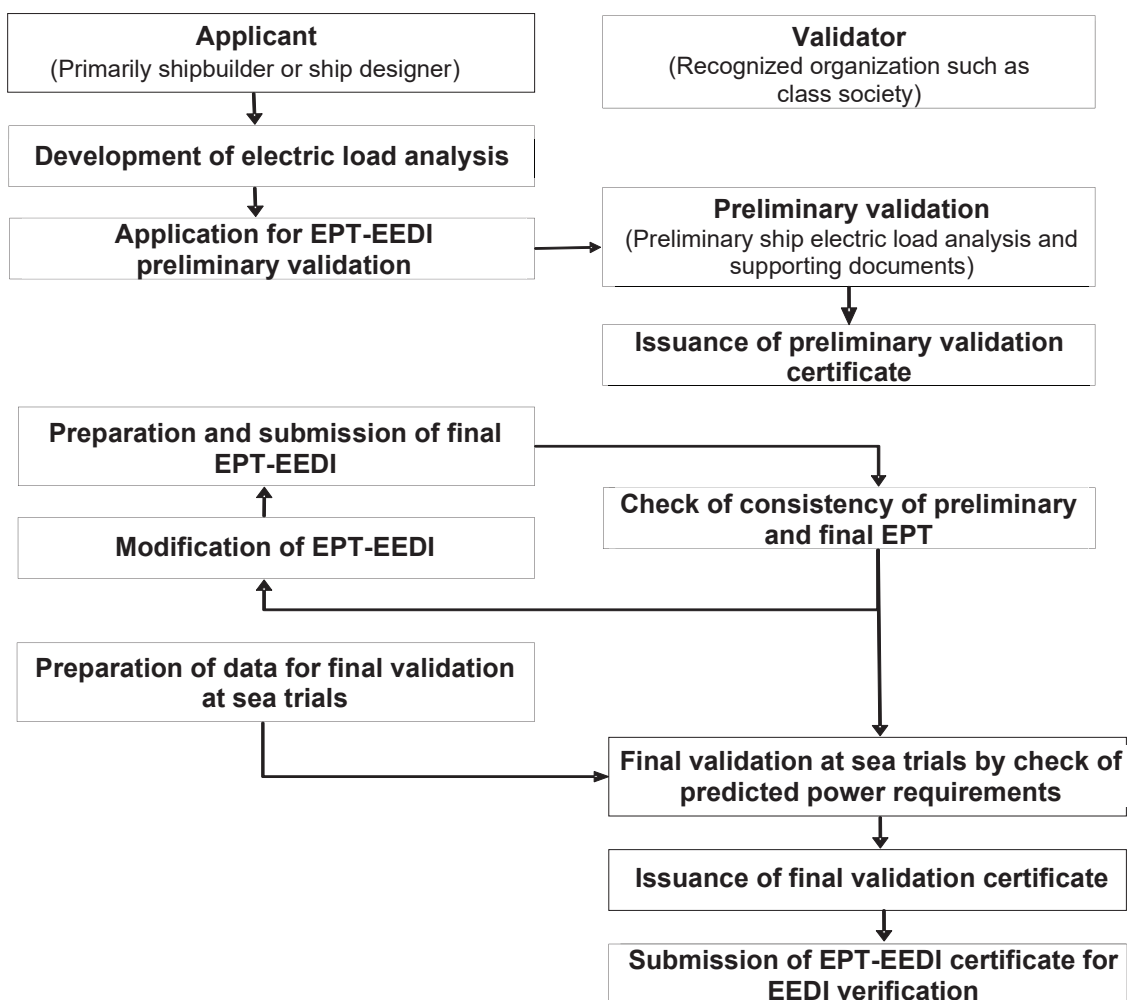 Applicant
(Primarily shipbuilder or ship designer)
Validator
(Recognized organization such as
class society)
Development of electric load analysis
Application for EPT-EEDI
preliminary validation
Preliminary validation
(Preliminary ship electric load analysis and
supporting documents)
Issuance of preliminary validation
certificate
Preparation and submission of final
EPT-EEDI
Check of consistency of preliminary
and final EPT
Modification of EPT-EEDI
Preparation of data for final validation
at sea trials
Final validation at sea trials by check of
predicted power requirements
Issuance of final validation certificate
Submission of EPT-EEDI certificate for
EEDI verification